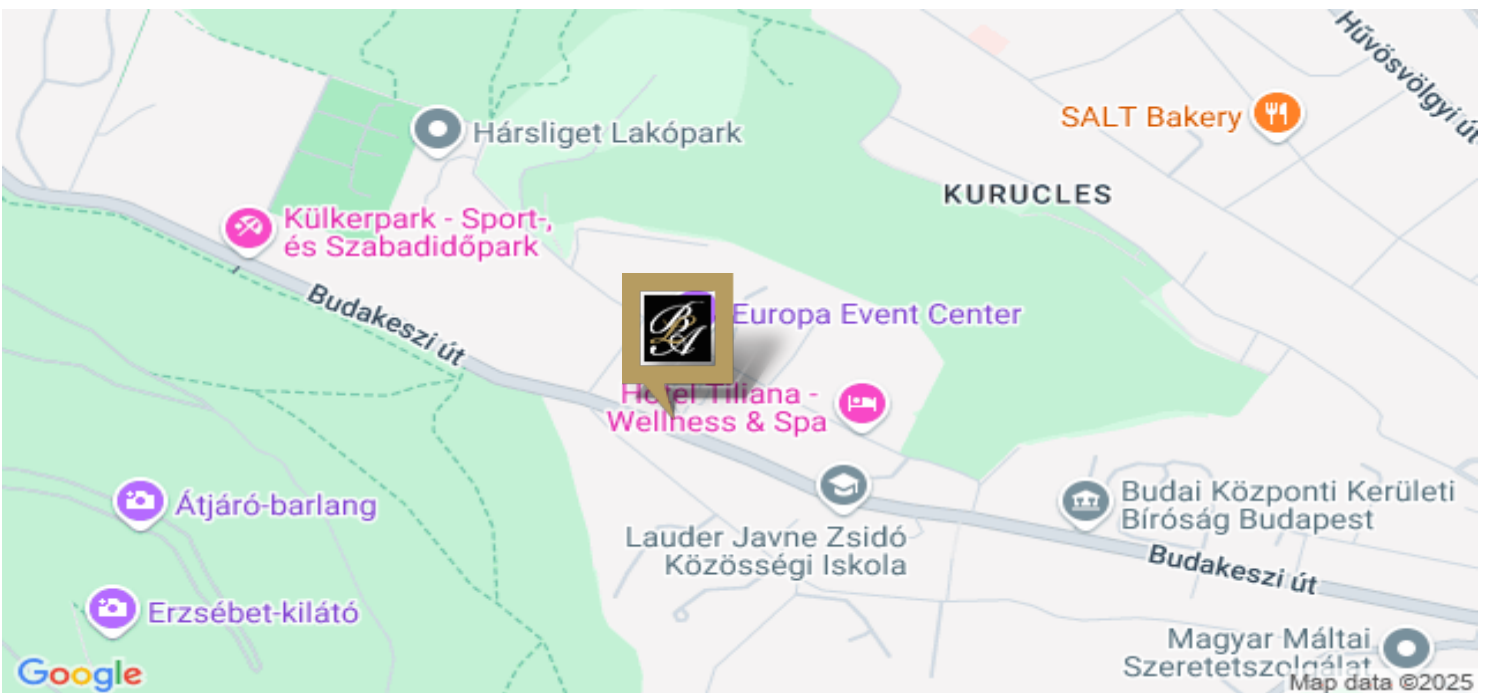 Hűvösvölgyi út
SALT Bakery
Hársliget Lakópark
KURUCLES
Külkerpark - Sport-,
és Szabadidőpark
Budakeszi út
Europa Event Center
Hotel Tiliana -
Wellness & Spa
Átjáró-barlang
Budai Központi Kerületi
Bíróság Budapest
Lauder Javne Zsidó
Közösségi Iskola
Budakeszi út
Erzsébet-kilátó
Magyar Máltai
Szeretetszolgálat
Google
Map data ©2025